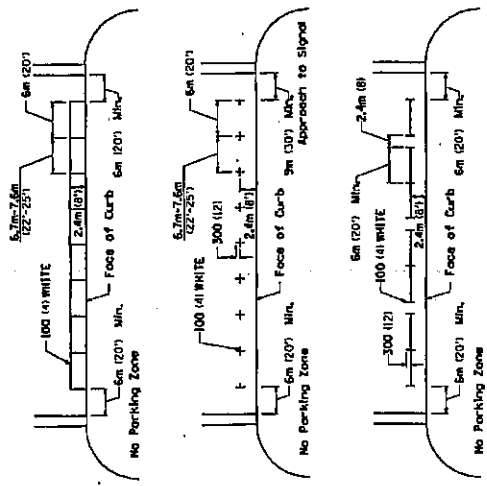 6m (20')
6.7m-7.6m
(22'-25')
100 (4) WHITE
2.4m (8')
Face of Curb
6m (20') Min.
6m (20') Min.
No Parking Zone
6m (20')
6.7m-7.6m
(22'-25')
300 (12)
2.4m (8')
100 (4) WHITE
Face of Curb
9m (30') Min.
Approach to Signal
6m (20') Min.
No Parking Zone
2.4m (8)
6m (20') Min.
100 (4) WHITE
300 (12)
2.4m (8')
Face of Curb
6m (20') Min.
6m (20') Min.
No Parking Zone